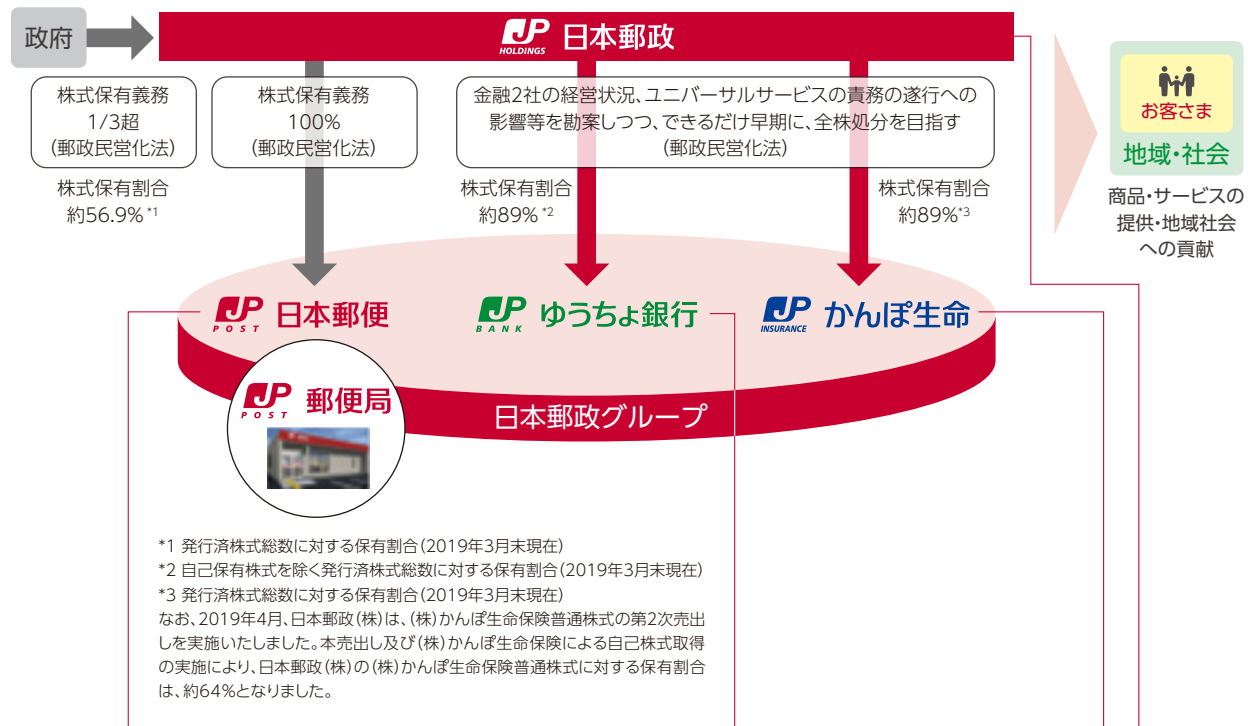 政府
JP HOLDINGS 日本郵政
株式保有義務
1/3超
(郵政民営化法)
株式保有割合
約56.9% *1
株式保有義務
100%
(郵政民営化法)
金融2社の経営状況、ユニバーサルサービスの責務の遂行への
影響等を勘案しつつ、できるだけ早期に、全株処分を目指す
(郵政民営化法)
株式保有割合
約89% *2
株式保有割合
約89%*3
お客さま
地域・社会
商品・サービスの
提供・地域社会
への貢献
JP POST 日本郵便
JP BANK ゆうちょ銀行
JP INSURANCE かんぽ生命
JP POST 郵便局
日本郵政グループ
*1 発行済株式総数に対する保有割合(2019年3月末現在)
*2 自己保有株式を除く発行済株式総数に対する保有割合(2019年3月末現在)
*3 発行済株式総数に対する保有割合(2019年3月末現在)
なお、2019年4月、日本郵政(株)は、(株)かんぽ生命保険普通株式の第2次売出
しを実施いたしました。本売出し及び(株)かんぽ生命保険による自己株式取得
の実施により、日本郵政(株)の(株)かんぽ生命保険普通株式に対する保有割合
は、約64%となりました。